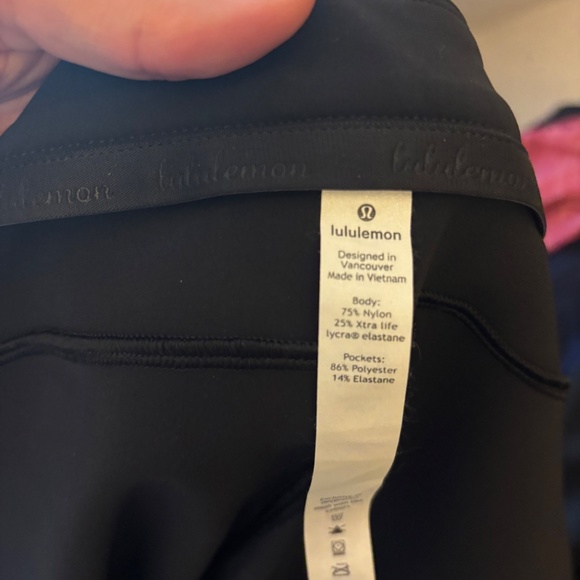 lululemon
lululemon
lululemon
Designed in
Vancouver
Made in Vietnam
Body:
75% Nylon
25% Xtra life
lycra® elastane
Pockets:
86% Polyester
14% Elastane